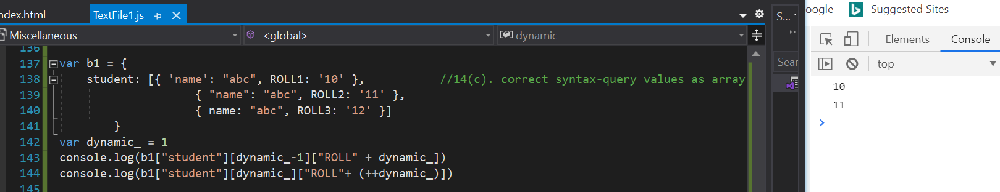 ndex.html
TextFile1.js
S...
oogle
Suggested Sites
Miscellaneous
<global>
dynamic_
Elements
Console
Sear
top
136
137 var b1 = {
138 student: [{ 'name': "abc", ROLL1: '10' }, //14(c). correct syntax-query values as array
139 { "name": "abc", ROLL2: '11' },
140 { name: "abc", ROLL3: '12' }]
141 }
142 var dynamic_ = 1
143 console.log(b1["student"][dynamic_-1]["ROLL" + dynamic_])
144 console.log(b1["student"][dynamic_]["ROLL"+ (++dynamic_)])
145
10
11